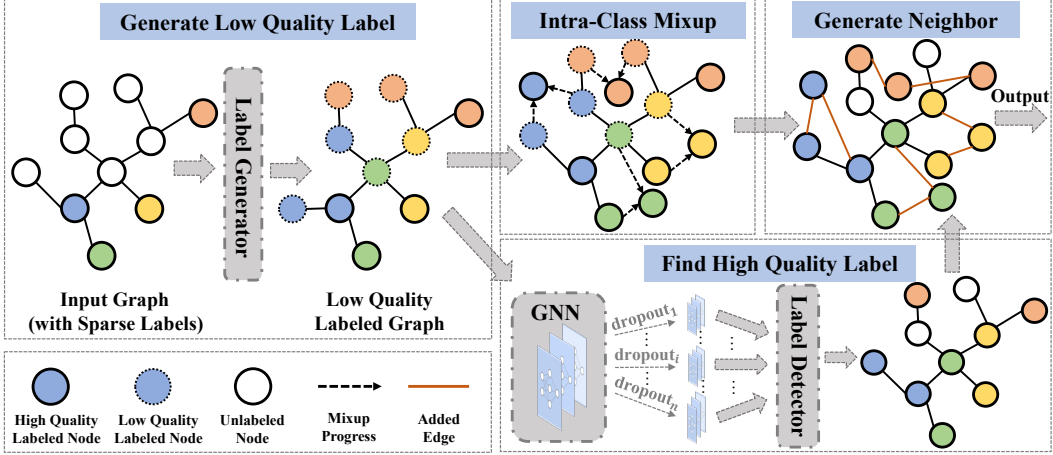 Generate Low Quality Label
Label Generator
Input Graph
(with Sparse Labels)
Low Quality
Labeled Graph
Intra-Class Mixup
Generate Neighbor
Output
Find High Quality Label
GNN
dropout1
dropouti
dropoutn
Label Detector
High Quality
Labeled Node
Low Quality
Labeled Node
Unlabeled
Node
Mixup
Progress
Added
Edge